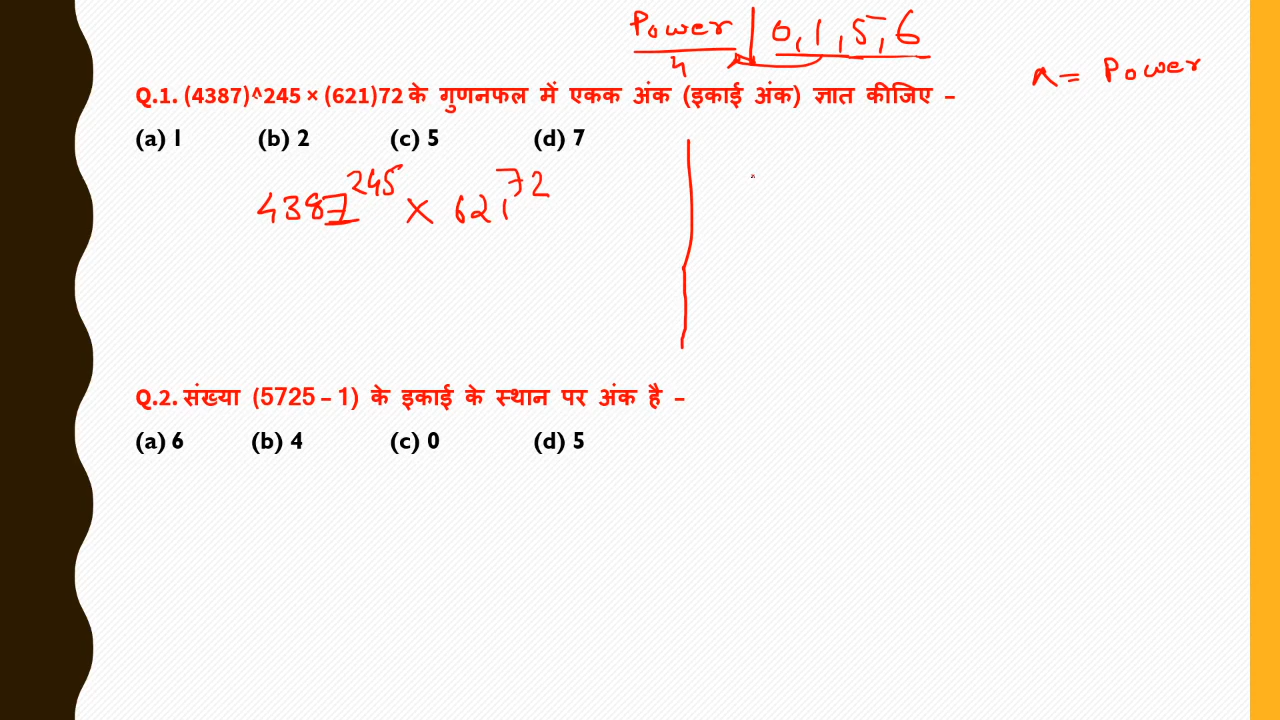 Power | 0, 1, 5, 6
4
n = Power
Q.1. (4387)^245 × (621)72 के गुणनफल में एकक अंक (इकाई अंक) ज्ञात कीजिए –
(a) 1 (b) 2 (c) 5 (d) 7
4387^245 × 621^72
Q.2. संख्या (5725 – 1) के इकाई के स्थान पर अंक है –
(a) 6 (b) 4 (c) 0 (d) 5